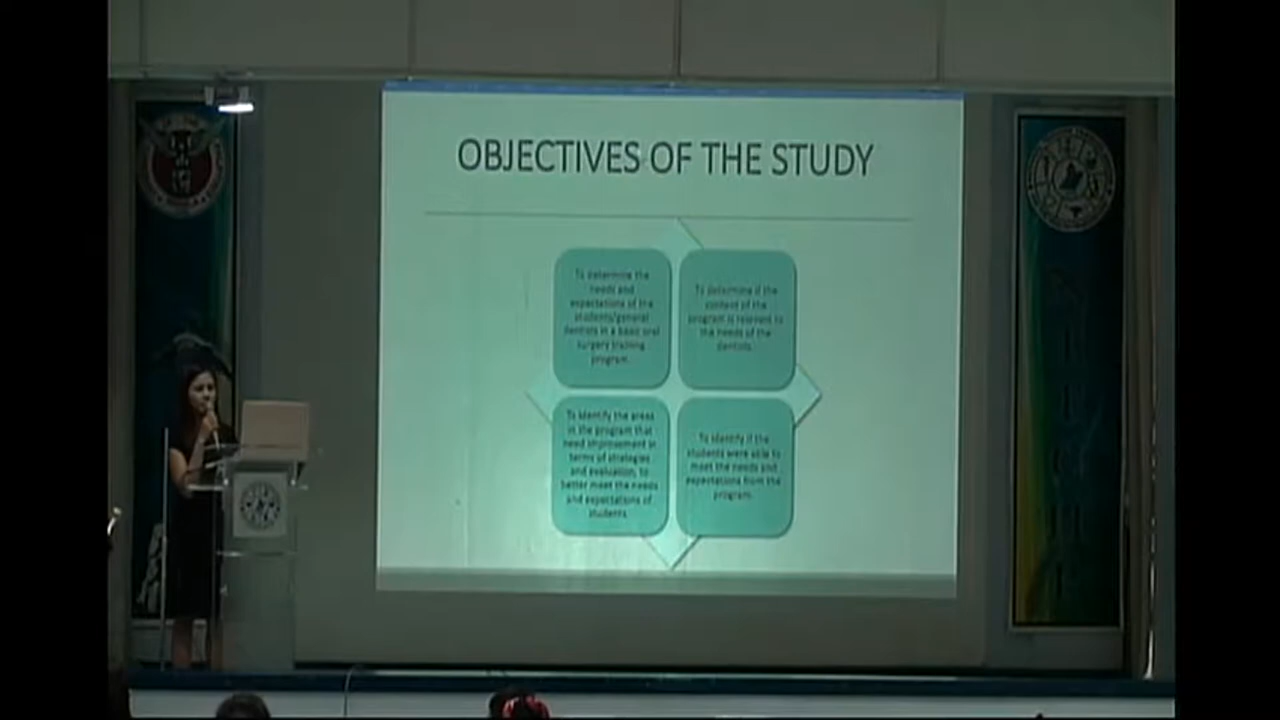 OBJECTIVES OF THE STUDY
To determine the
needs and
expectations of the
students/general
dentists in a basic oral
surgery training
program.
To determine if the
content of the
program is relevant to
the needs of the
dentists.
To identify the areas
in the program that
need improvement in
terms of strategies
and evaluation, to
better meet the needs
and expectations of
students.
To identify if the
students were able to
meet the needs and
expectations from the
program.